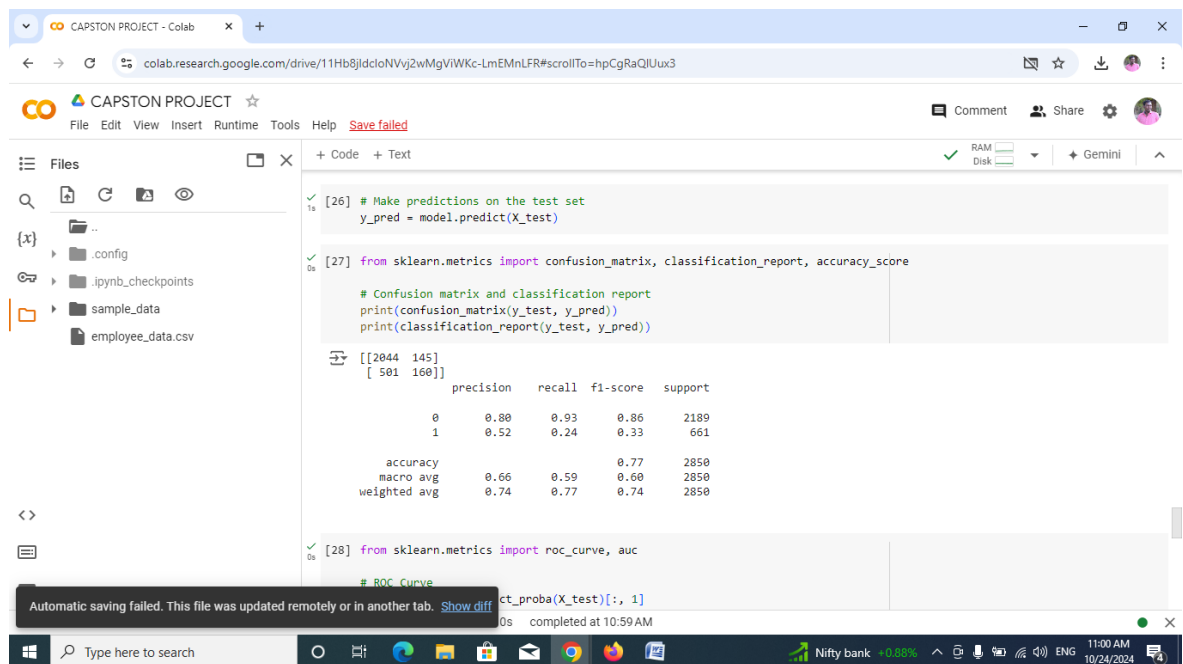 CAPSTON PROJECT - Colab
colab.research.google.com/drive/11Hb8jldcIoNVvj2wMgViWKc-LmEMnLFR#scrollTo=hpCgRaQlUux3
CAPSTON PROJECT
File Edit View Insert Runtime Tools Help Save failed
Comment Share
Files
+ Code + Text
RAM
Disk
Gemini
..
.config
.ipynb_checkpoints
sample_data
employee_data.csv
{x}
1s
[26] # Make predictions on the test set
y_pred = model.predict(X_test)
0s
[27] from sklearn.metrics import confusion_matrix, classification_report, accuracy_score
# Confusion matrix and classification report
print(confusion_matrix(y_test, y_pred))
print(classification_report(y_test, y_pred))
[[2044 145]
[ 501 160]]
precision recall f1-score support
0 0.80 0.93 0.86 2189
1 0.52 0.24 0.33 661
accuracy 0.77 2850
macro avg 0.66 0.59 0.60 2850
weighted avg 0.74 0.77 0.74 2850
0s
[28] from sklearn.metrics import roc_curve, auc
# ROC Curve
ct_proba(X_test)[:, 1]
Automatic saving failed. This file was updated remotely or in another tab. Show diff
0s completed at 10:59 AM
Type here to search
Nifty bank +0.88%
ENG
11:00 AM
10/24/2024
4